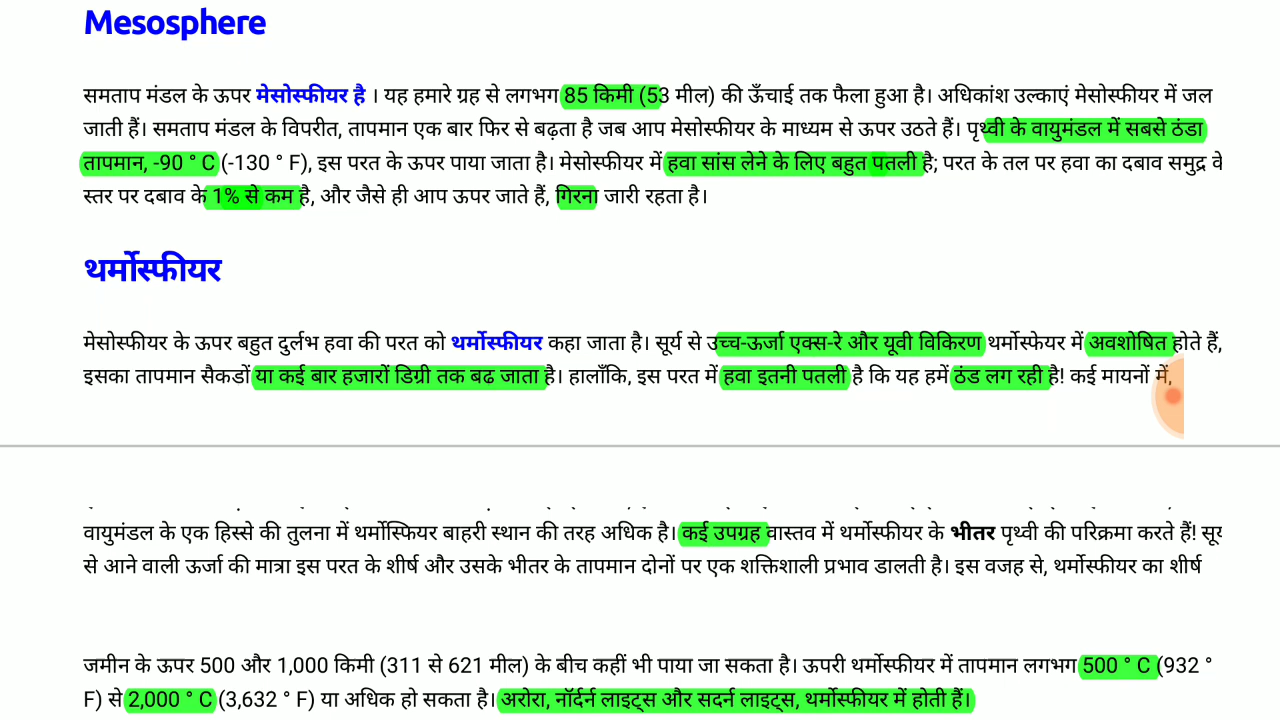 Mesosphere
समताप मंडल के ऊपर मेसोस्फीयर है । यह हमारे ग्रह से लगभग 85 किमी (53 मील) की ऊँचाई तक फैला हुआ है। अधिकांश उल्काएं मेसोस्फीयर में जल
जाती हैं। समताप मंडल के विपरीत, तापमान एक बार फिर से बढ़ता है जब आप मेसोस्फीयर के माध्यम से ऊपर उठते हैं। पृथ्वी के वायुमंडल में सबसे ठंडा
तापमान, -90 ° C (-130 ° F), इस परत के ऊपर पाया जाता है। मेसोस्फीयर में हवा सांस लेने के लिए बहुत पतली है; परत के तल पर हवा का दबाव समुद्र
स्तर पर दबाव के 1% से कम है, और जैसे ही आप ऊपर जाते हैं, गिरना जारी रहता है।
थर्मोस्फीयर
मेसोस्फीयर के ऊपर बहुत दुर्लभ हवा की परत को थर्मोस्फीयर कहा जाता है। सूर्य से उच्च-ऊर्जा एक्स-रे और यूवी विकिरण थर्मोस्फेयर में अवशोषित होते हैं,
इसका तापमान सैकडों या कई बार हजारों डिग्री तक बढ जाता है। हालाँकि, इस परत में हवा इतनी पतली है कि यह हमें ठंड लग रही है! कई मायनों में,
वायुमंडल के एक हिस्से की तुलना में थर्मोस्फियर बाहरी स्थान की तरह अधिक है। कई उपग्रह वास्तव में थर्मोस्फीयर के भीतर पृथ्वी की परिक्रमा करते हैं!
से आने वाली ऊर्जा की मात्रा इस परत के शीर्ष और उसके भीतर के तापमान दोनों पर एक शक्तिशाली प्रभाव डालती है। इस वजह से, थर्मोस्फीयर का शीर्ष
जमीन के ऊपर 500 और 1,000 किमी (311 से 621 मील) के बीच कहीं भी पाया जा सकता है। ऊपरी थर्मोस्फीयर में तापमान लगभग 500 ° C (932 °
F) से 2,000 ° C (3,632 ° F) या अधिक हो सकता है। अरोरा, नॉर्दर्न लाइट्स और सदर्न लाइट्स, थर्मोस्फीयर में होती हैं।